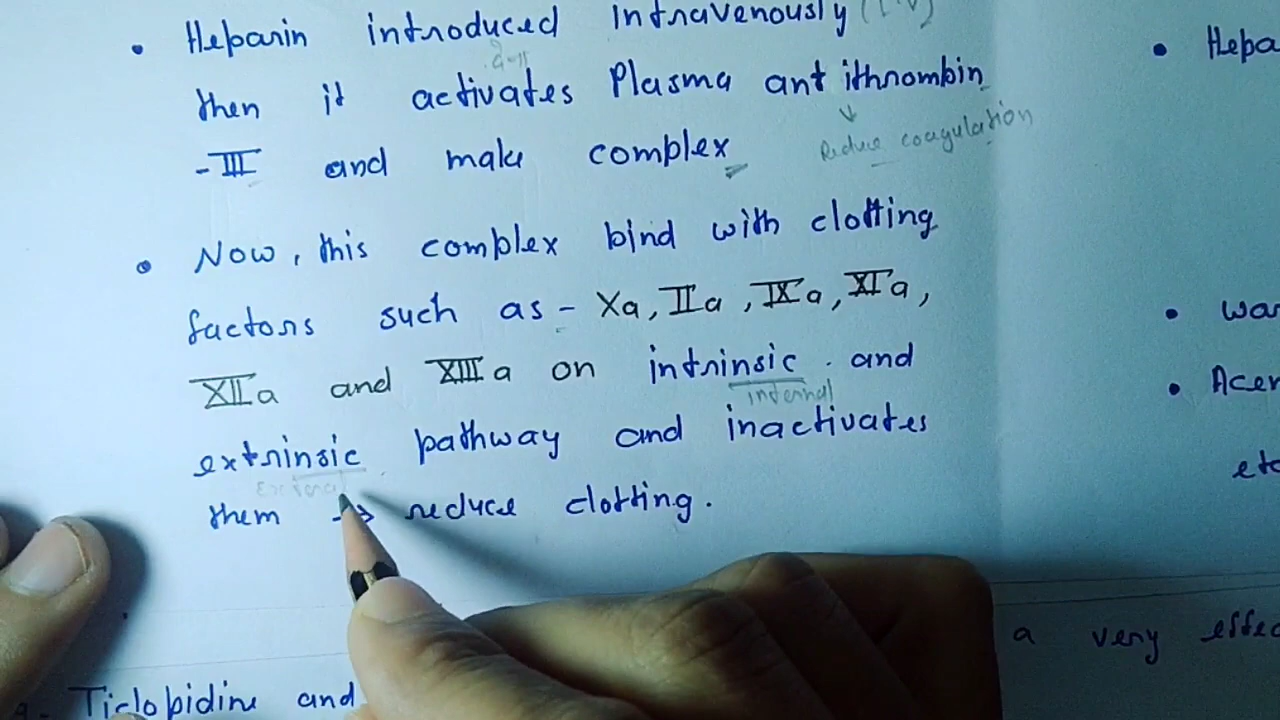 • Heparin introduced intravenously (I.V)
then it activates Plasma antithrombin
-III and make complex
Reduce coagulation
• Now, this complex bind with clotting
factors such as - Xa, IIa, IXa, XIa,
XIIa and XIIIa on intrinsic and
internal
extrinsic pathway and inactivates
External
them → reduce clotting.
Ticlopidine and
• Hepa
• War
• Acen
etc
a very effec